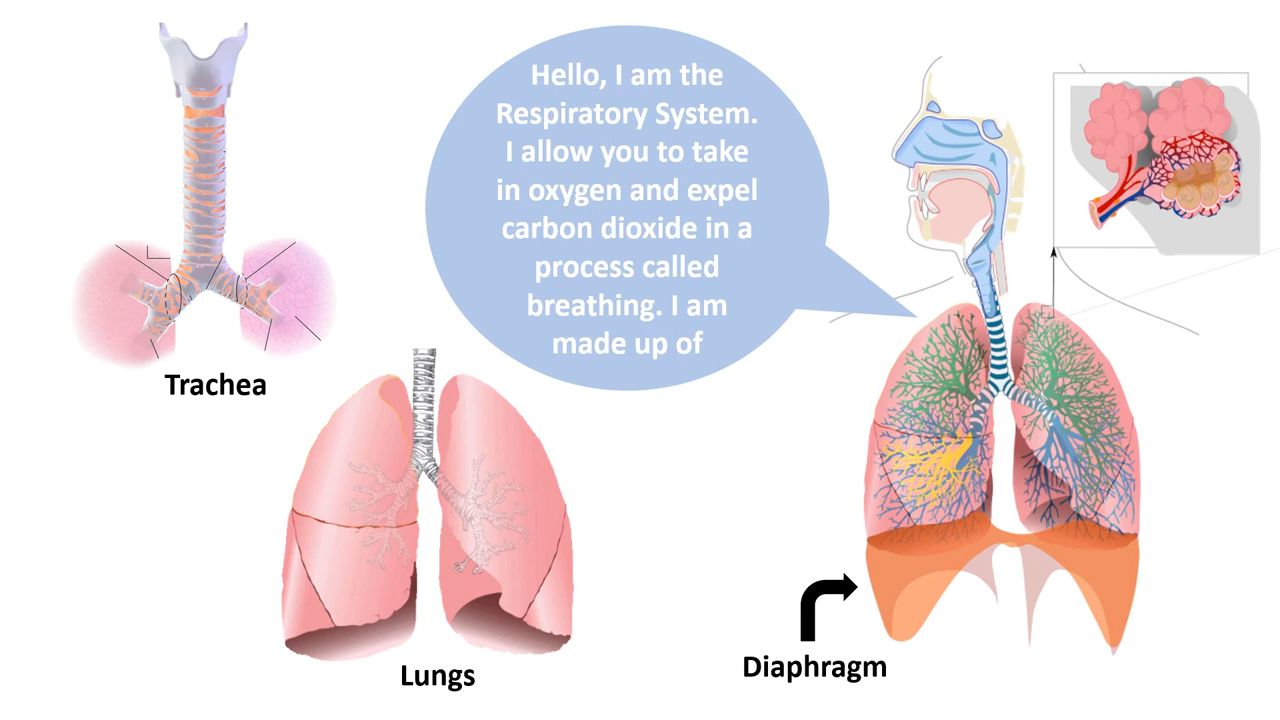 Hello, I am the
Respiratory System.
I allow you to take
in oxygen and expel
carbon dioxide in a
process called
breathing. I am
made up of
Trachea
Lungs
Diaphragm